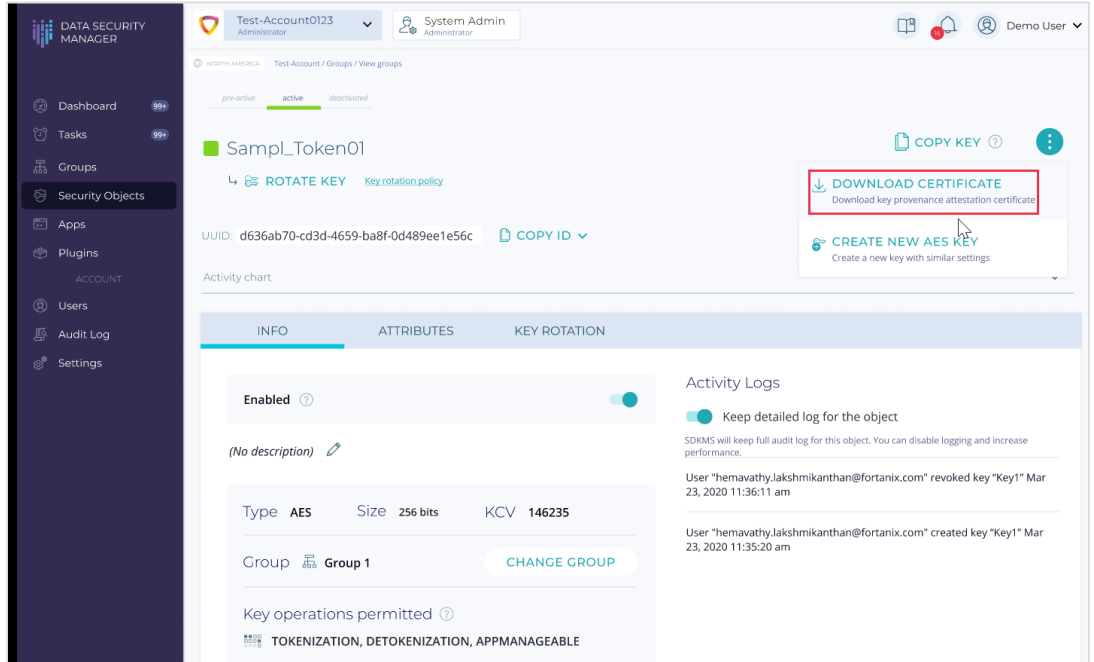 DATA SECURITY
MANAGER
Test-Account0123
Administrator
System Admin
Administrator
16
Demo User
NORTH AMERICA Test-Account / Groups / View groups
pre-active active deactivated
Dashboard 99+
Tasks 99+
Groups
Security Objects
Apps
Plugins
ACCOUNT
Users
Audit Log
Settings
Sampl_Token01
COPY KEY ?
ROTATE KEY Key rotation policy
DOWNLOAD CERTIFICATE
Download key provenance attestation certificate
UUID: d636ab70-cd3d-4659-ba8f-0d489ee1e56c COPY ID
CREATE NEW AES KEY
Create a new key with similar settings
Activity chart
INFO ATTRIBUTES KEY ROTATION
Enabled ?
(No description)
Type AES Size 256 bits KCV 146235
Group Group 1 CHANGE GROUP
Key operations permitted ?
TOKENIZATION, DETOKENIZATION, APPMANAGEABLE
Activity Logs
Keep detailed log for the object
SDKMS will keep full audit log for this object. You can disable logging and increase
performance.
User "hemavathy.lakshmikanthan@fortanix.com" revoked key “Key1” Mar
23, 2020 11:36:11 am
User "hemavathy.lakshmikanthan@fortanix.com" created key “Key1” Mar
23, 2020 11:35:20 am